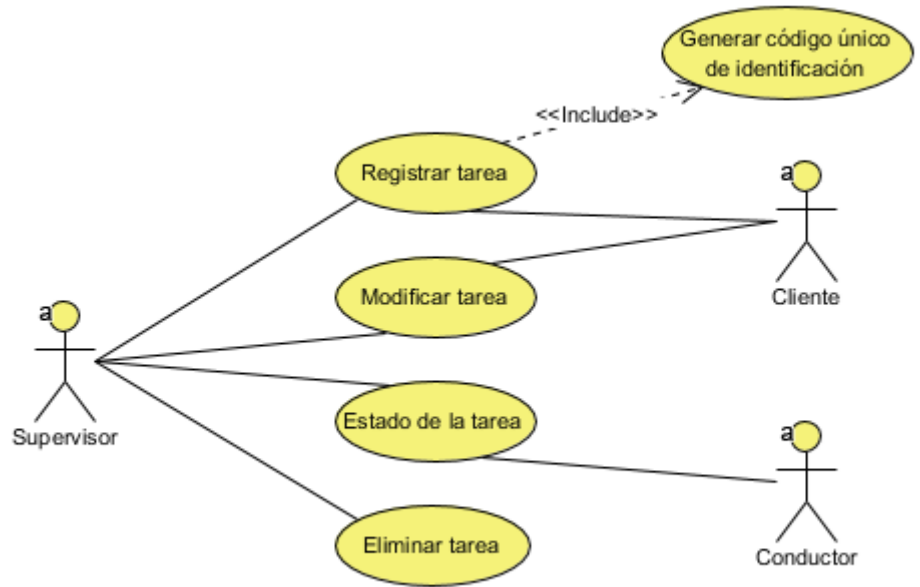 Generar código único
de identificación
<<Include>>
Registrar tarea
a
Modificar tarea
Cliente
a
Estado de la tarea
Supervisor
a
Eliminar tarea
Conductor